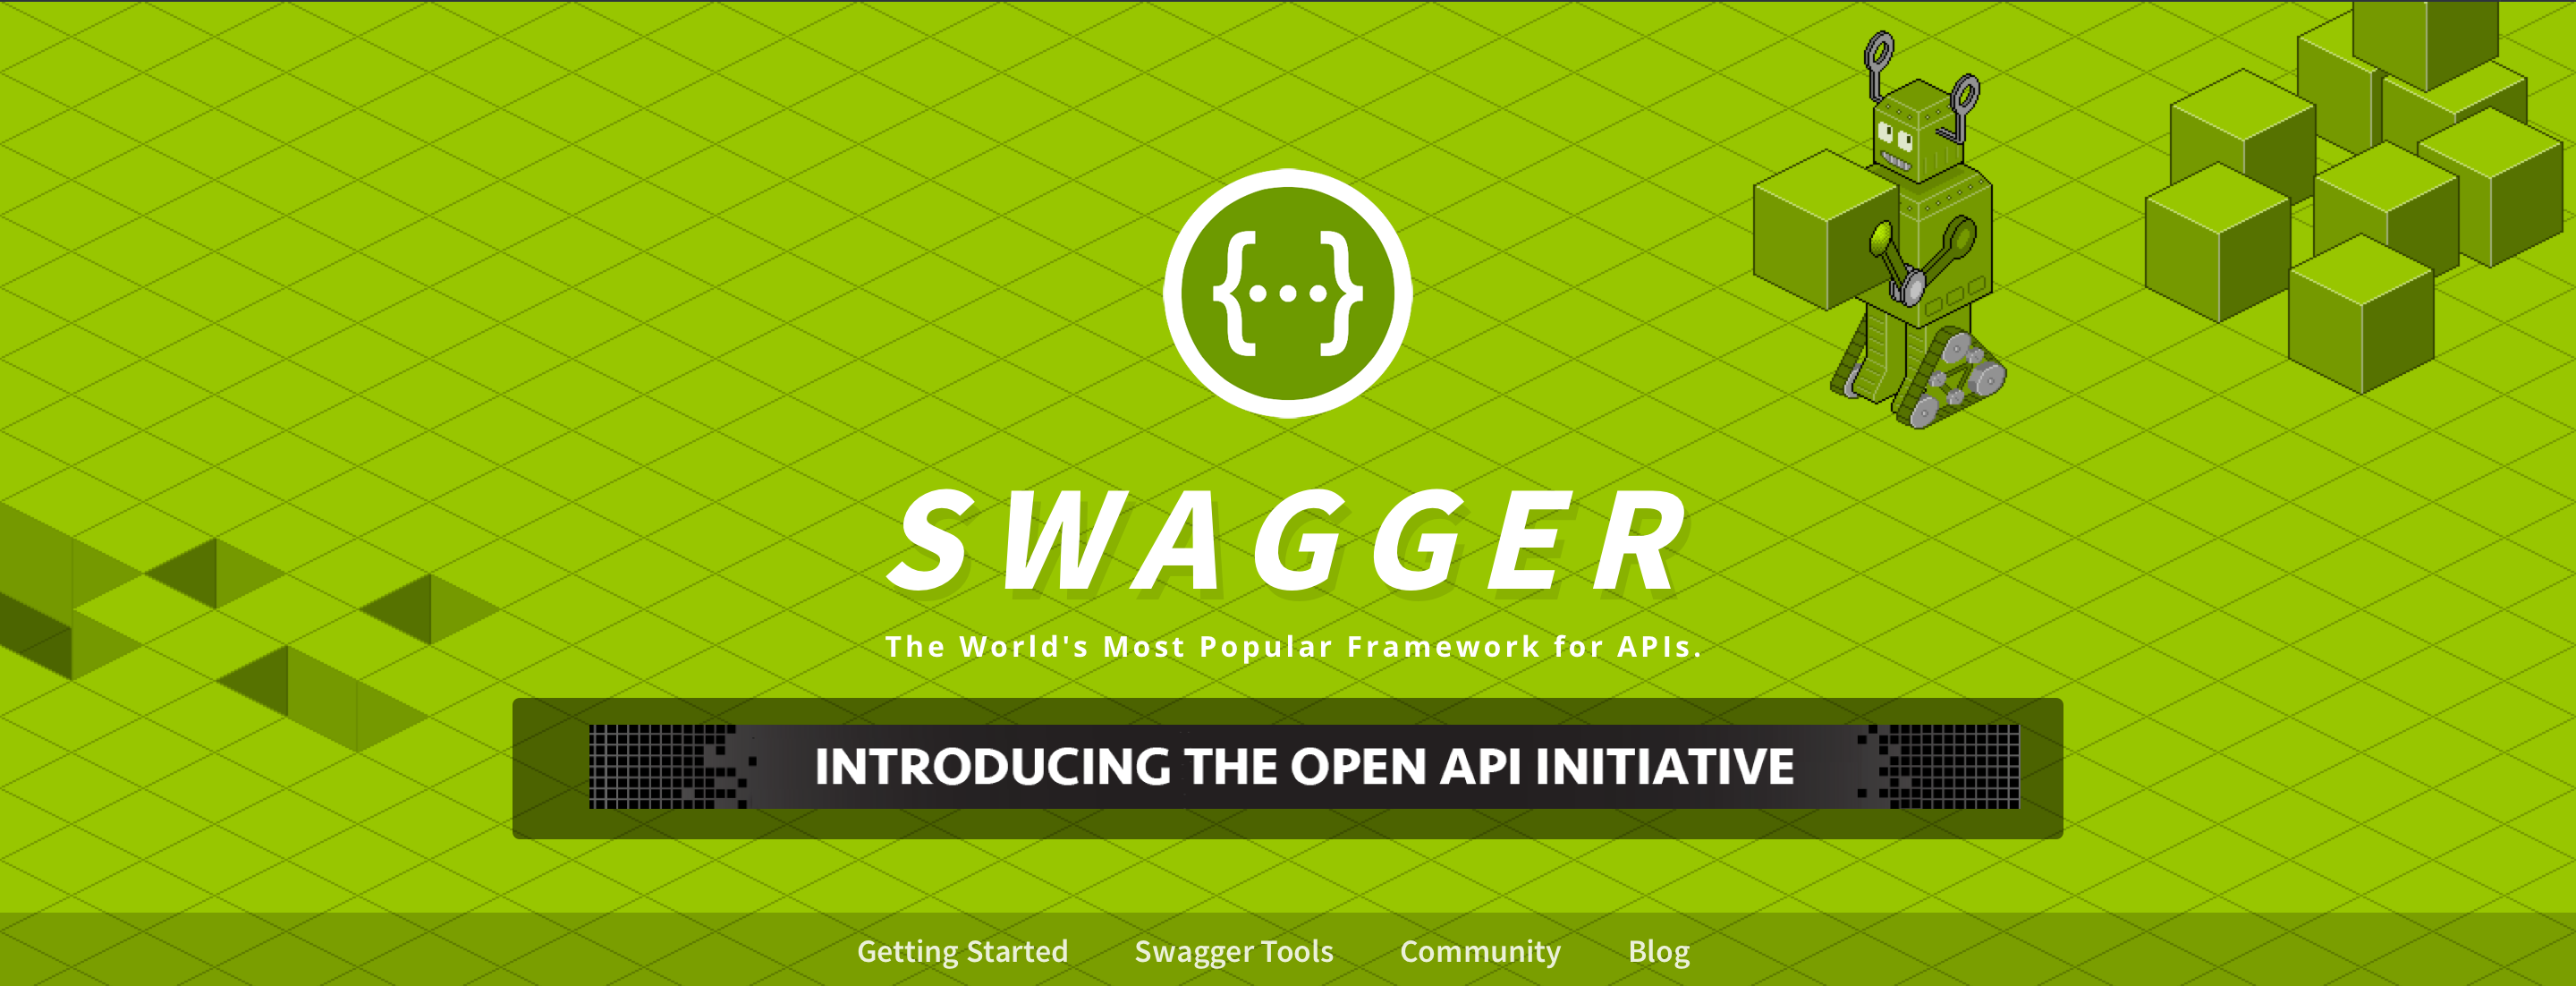 {...}
SWAGGER
The World's Most Popular Framework for APIs.
INTRODUCING THE OPEN API INITIATIVE
Getting Started Swagger Tools Community Blog